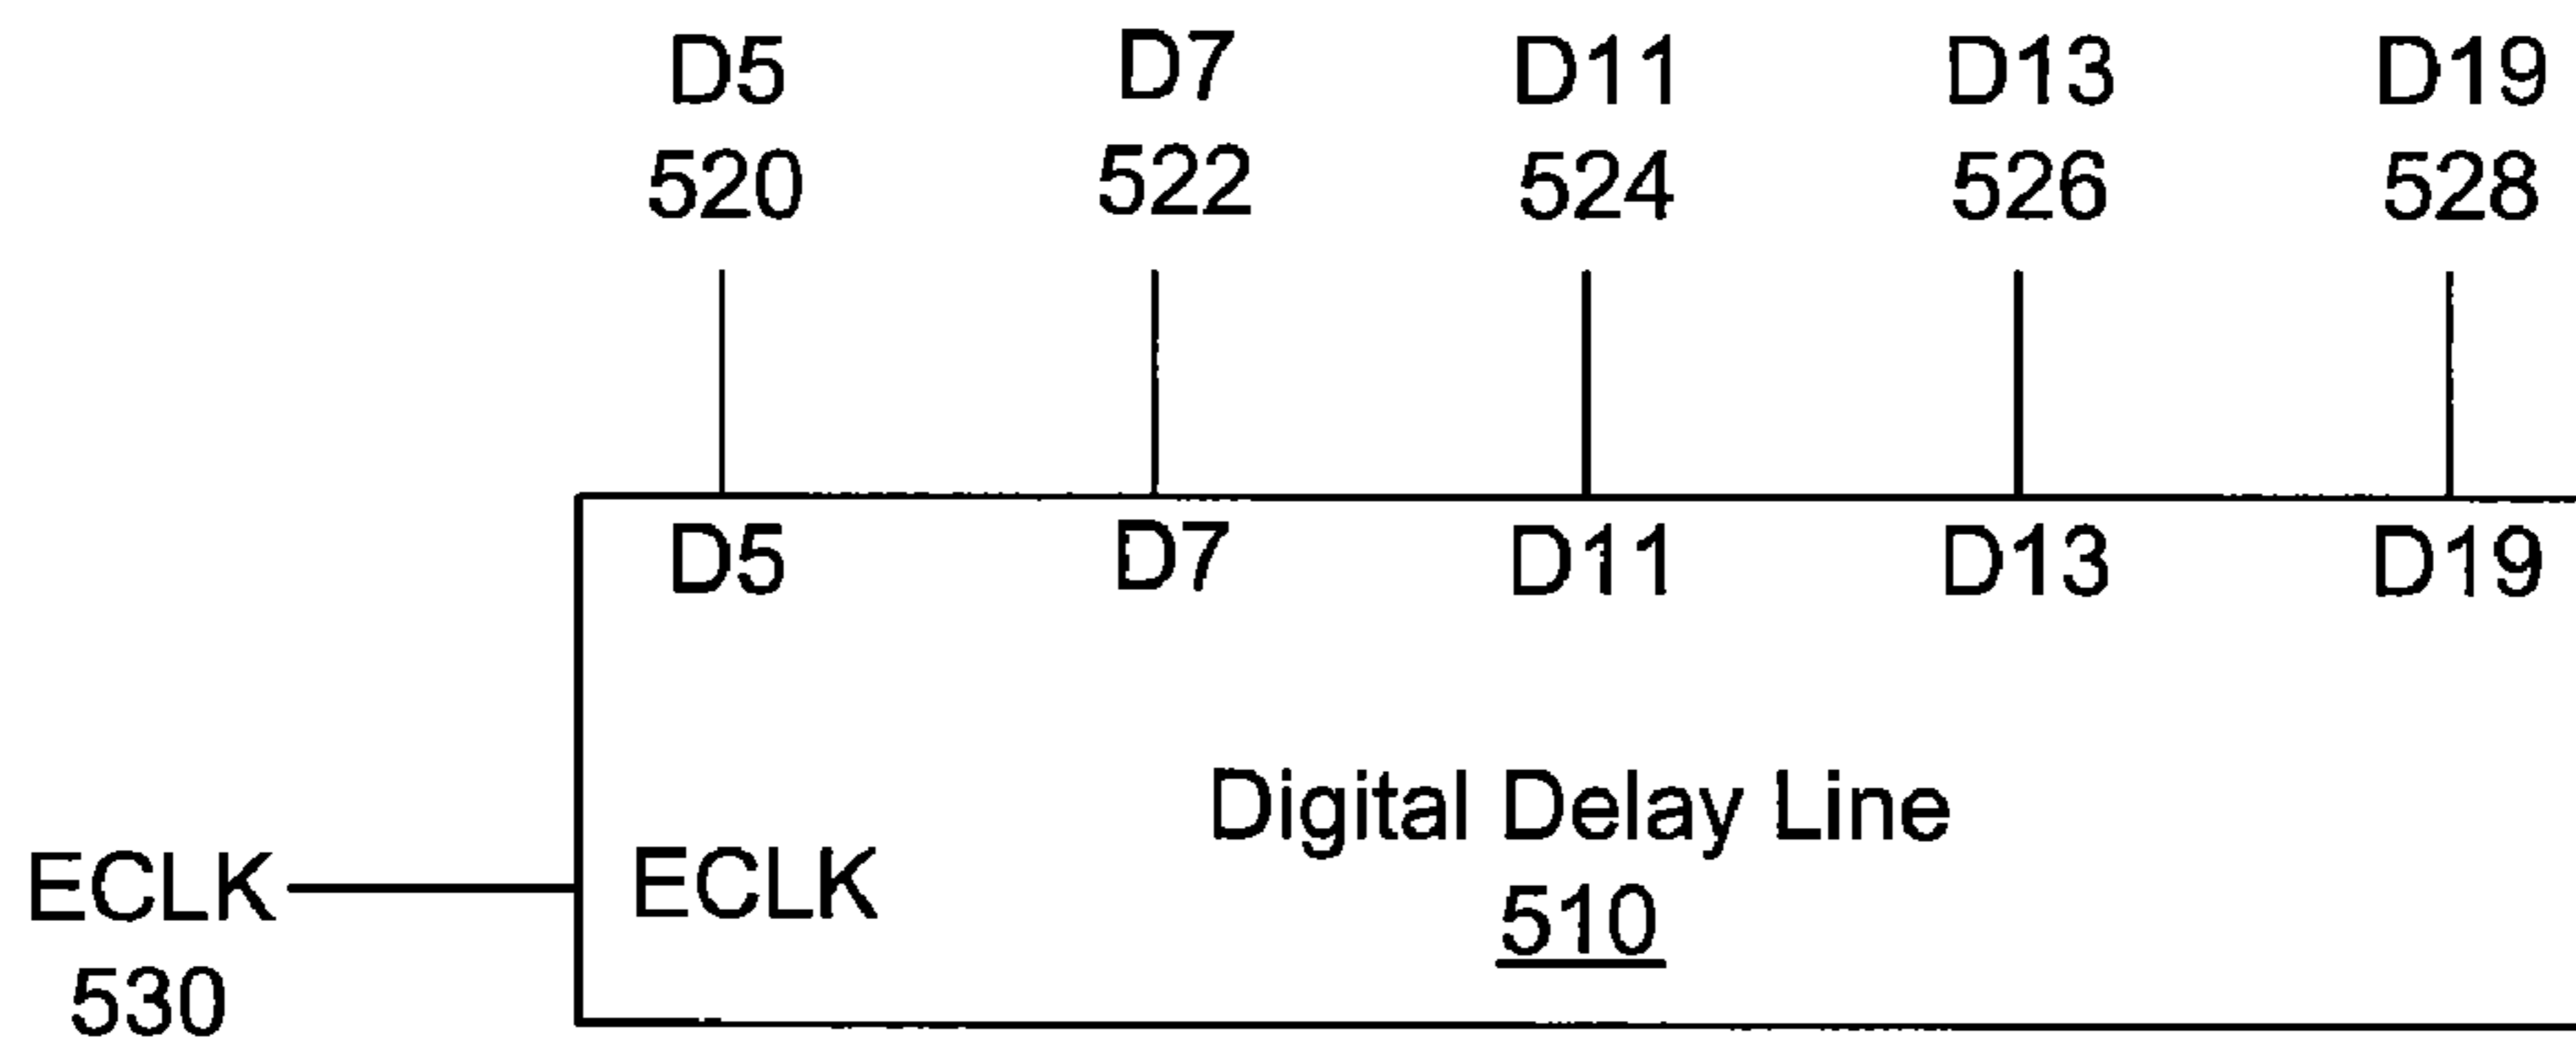 D5 D7 D11 D13 D19
520 522 524 526 528
D5 D7 D11 D13 D19
Digital Delay Line
ECLK ECLK
510
530